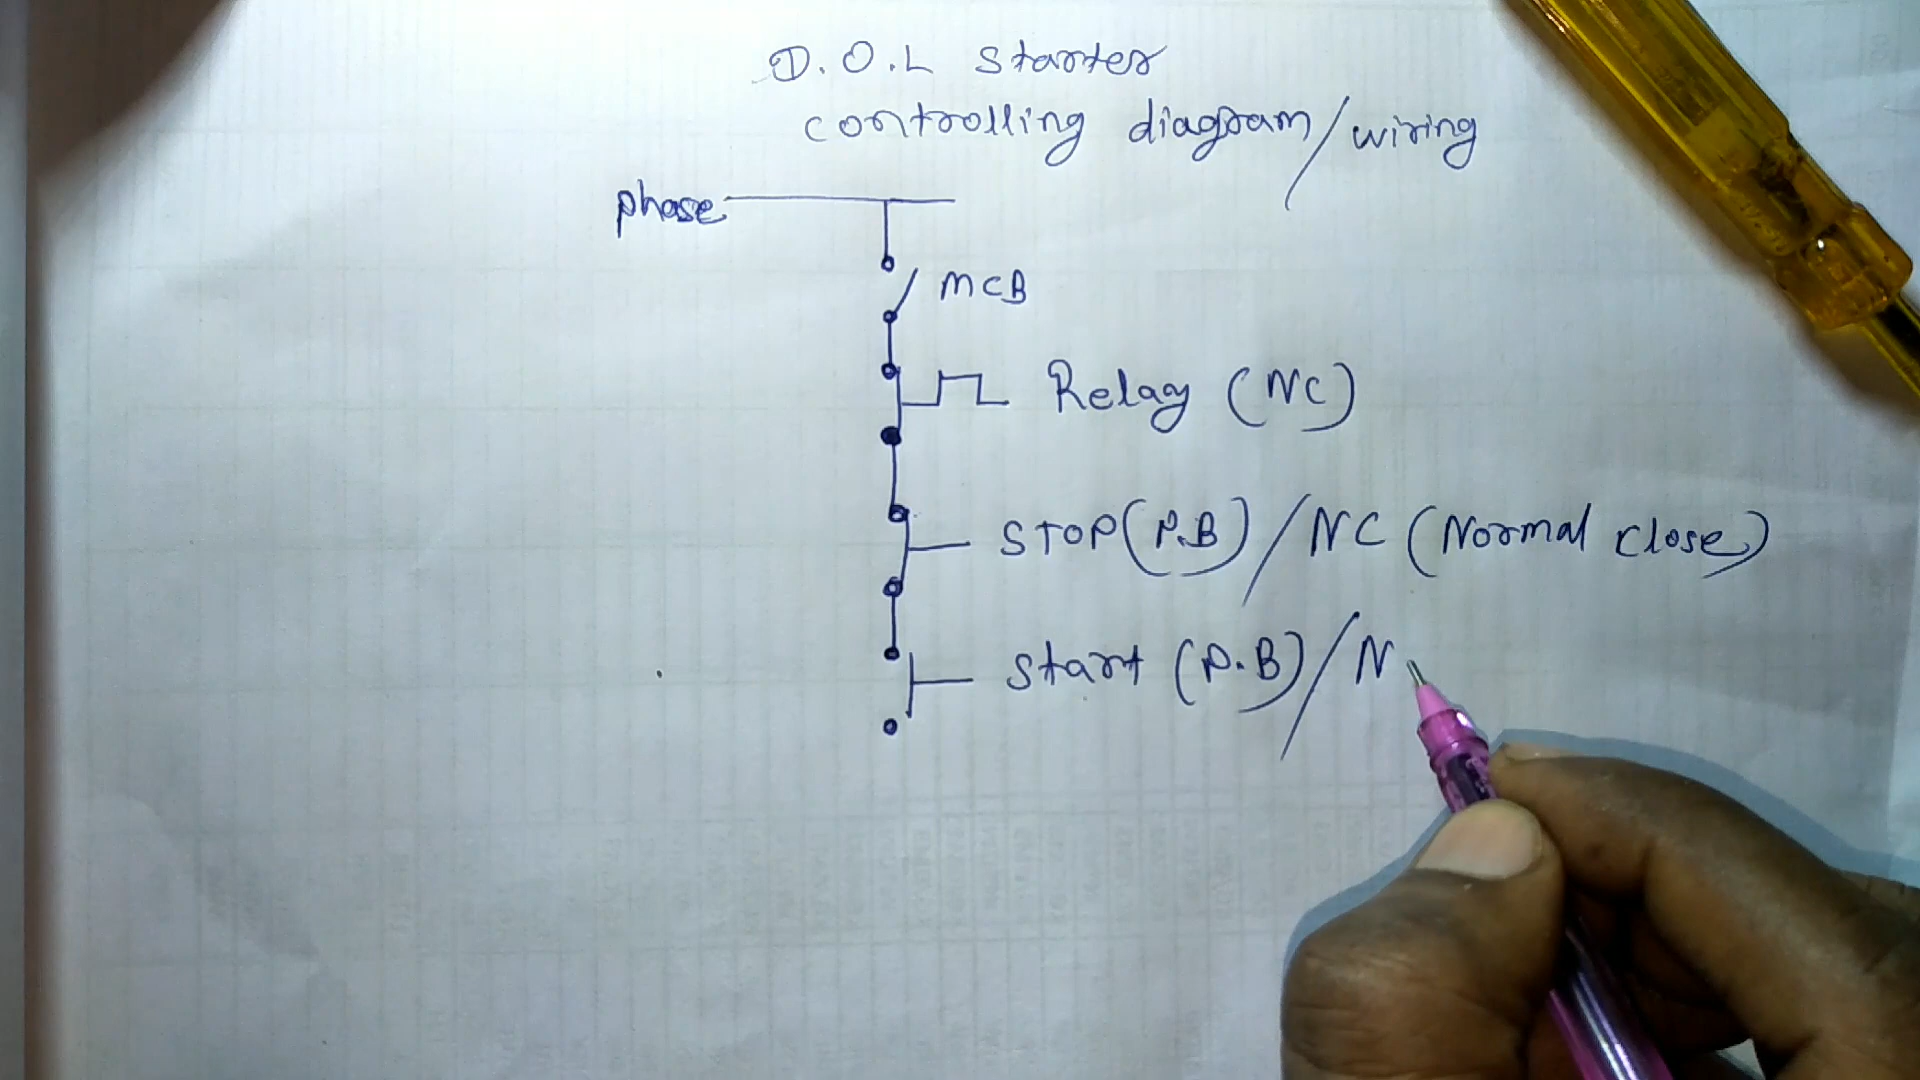 D.O.L Starter
controlling diagram/wiring
phase
MCB
Relay (NC)
STOP(P.B)/NC (Normal close)
Start (P.B)/N